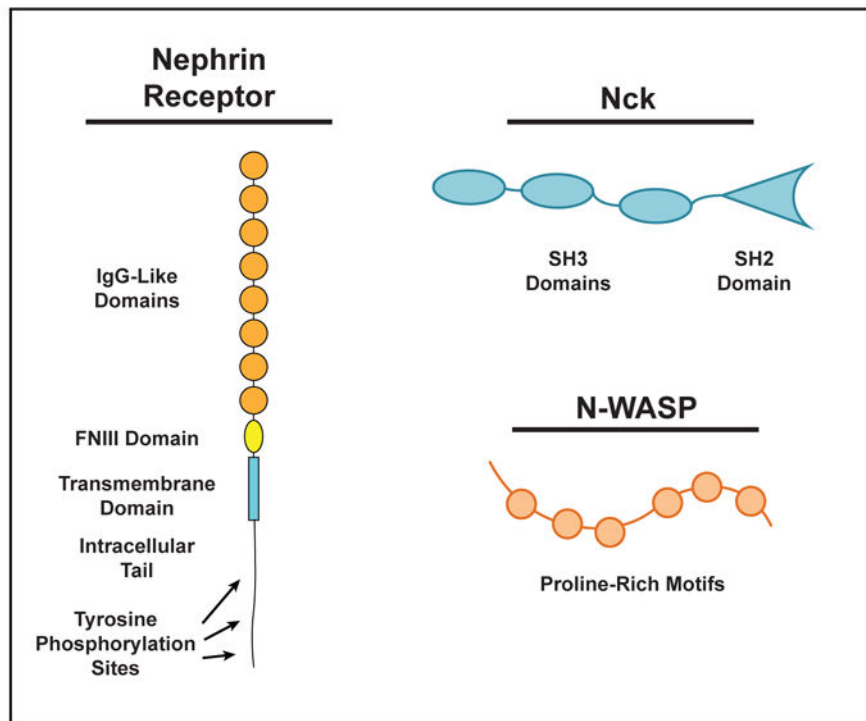 Nephrin
Receptor
IgG-Like
Domains
FNIII Domain
Transmembrane
Domain
Intracellular
Tail
Tyrosine
Phosphorylation
Sites
Nck
SH3
Domains
SH2
Domain
N-WASP
Proline-Rich Motifs